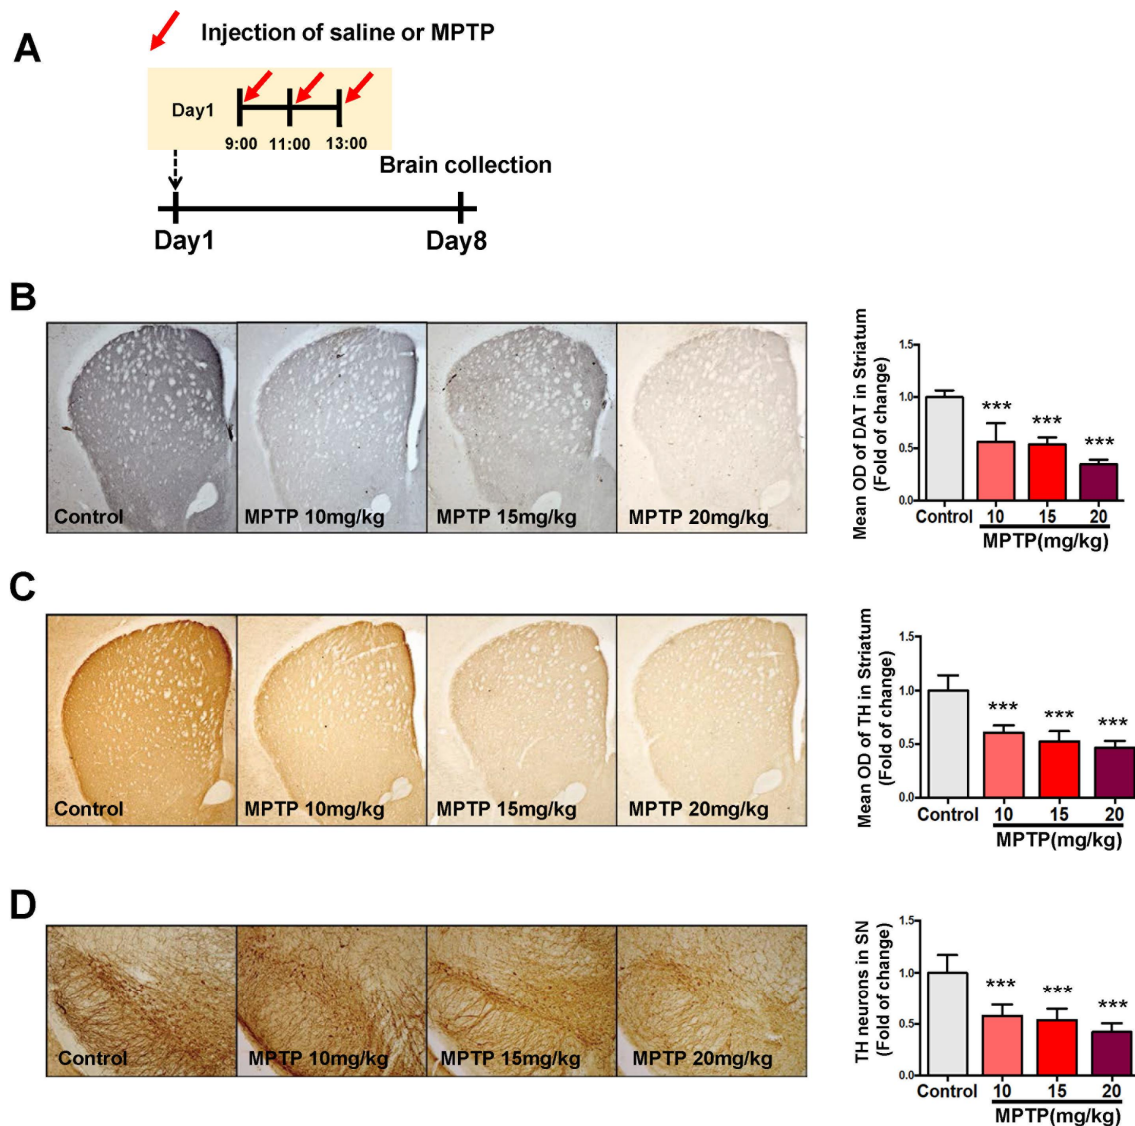 A
Injection of saline or MPTP
Day1
9:00 11:00 13:00
Brain collection
Day1
Day8
B
Control
MPTP 10mg/kg
MPTP 15mg/kg
MPTP 20mg/kg
Mean OD of DAT in Striatum
(Fold of change)
1.5
1.0
0.5
0.0
***
***
***
Control 10 15 20
MPTP(mg/kg)
C
Control
MPTP 10mg/kg
MPTP 15mg/kg
MPTP 20mg/kg
Mean OD of TH in Striatum
(Fold of change)
1.5
1.0
0.5
0.0
***
***
***
Control 10 15 20
MPTP(mg/kg)
D
Control
MPTP 10mg/kg
MPTP 15mg/kg
MPTP 20mg/kg
TH neurons in SN
(Fold of change)
1.5
1.0
0.5
0.0
***
***
***
Control 10 15 20
MPTP(mg/kg)